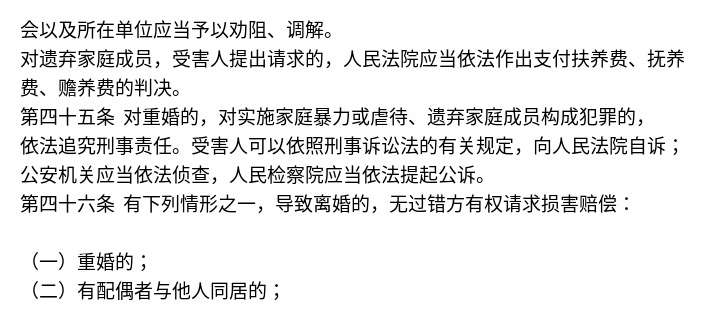 会以及所在单位应当予以劝阻、调解。
对遗弃家庭成员，受害人提出请求的，人民法院应当依法作出支付扶养费、抚养
费、赡养费的判决。
第四十五条 对重婚的，对实施家庭暴力或虐待、遗弃家庭成员构成犯罪的，
依法追究刑事责任。受害人可以依照刑事诉讼法的有关规定，向人民法院自诉；
公安机关应当依法侦查，人民检察院应当依法提起公诉。
第四十六条 有下列情形之一，导致离婚的，无过错方有权请求损害赔偿：
（一）重婚的；
（二）有配偶者与他人同居的；